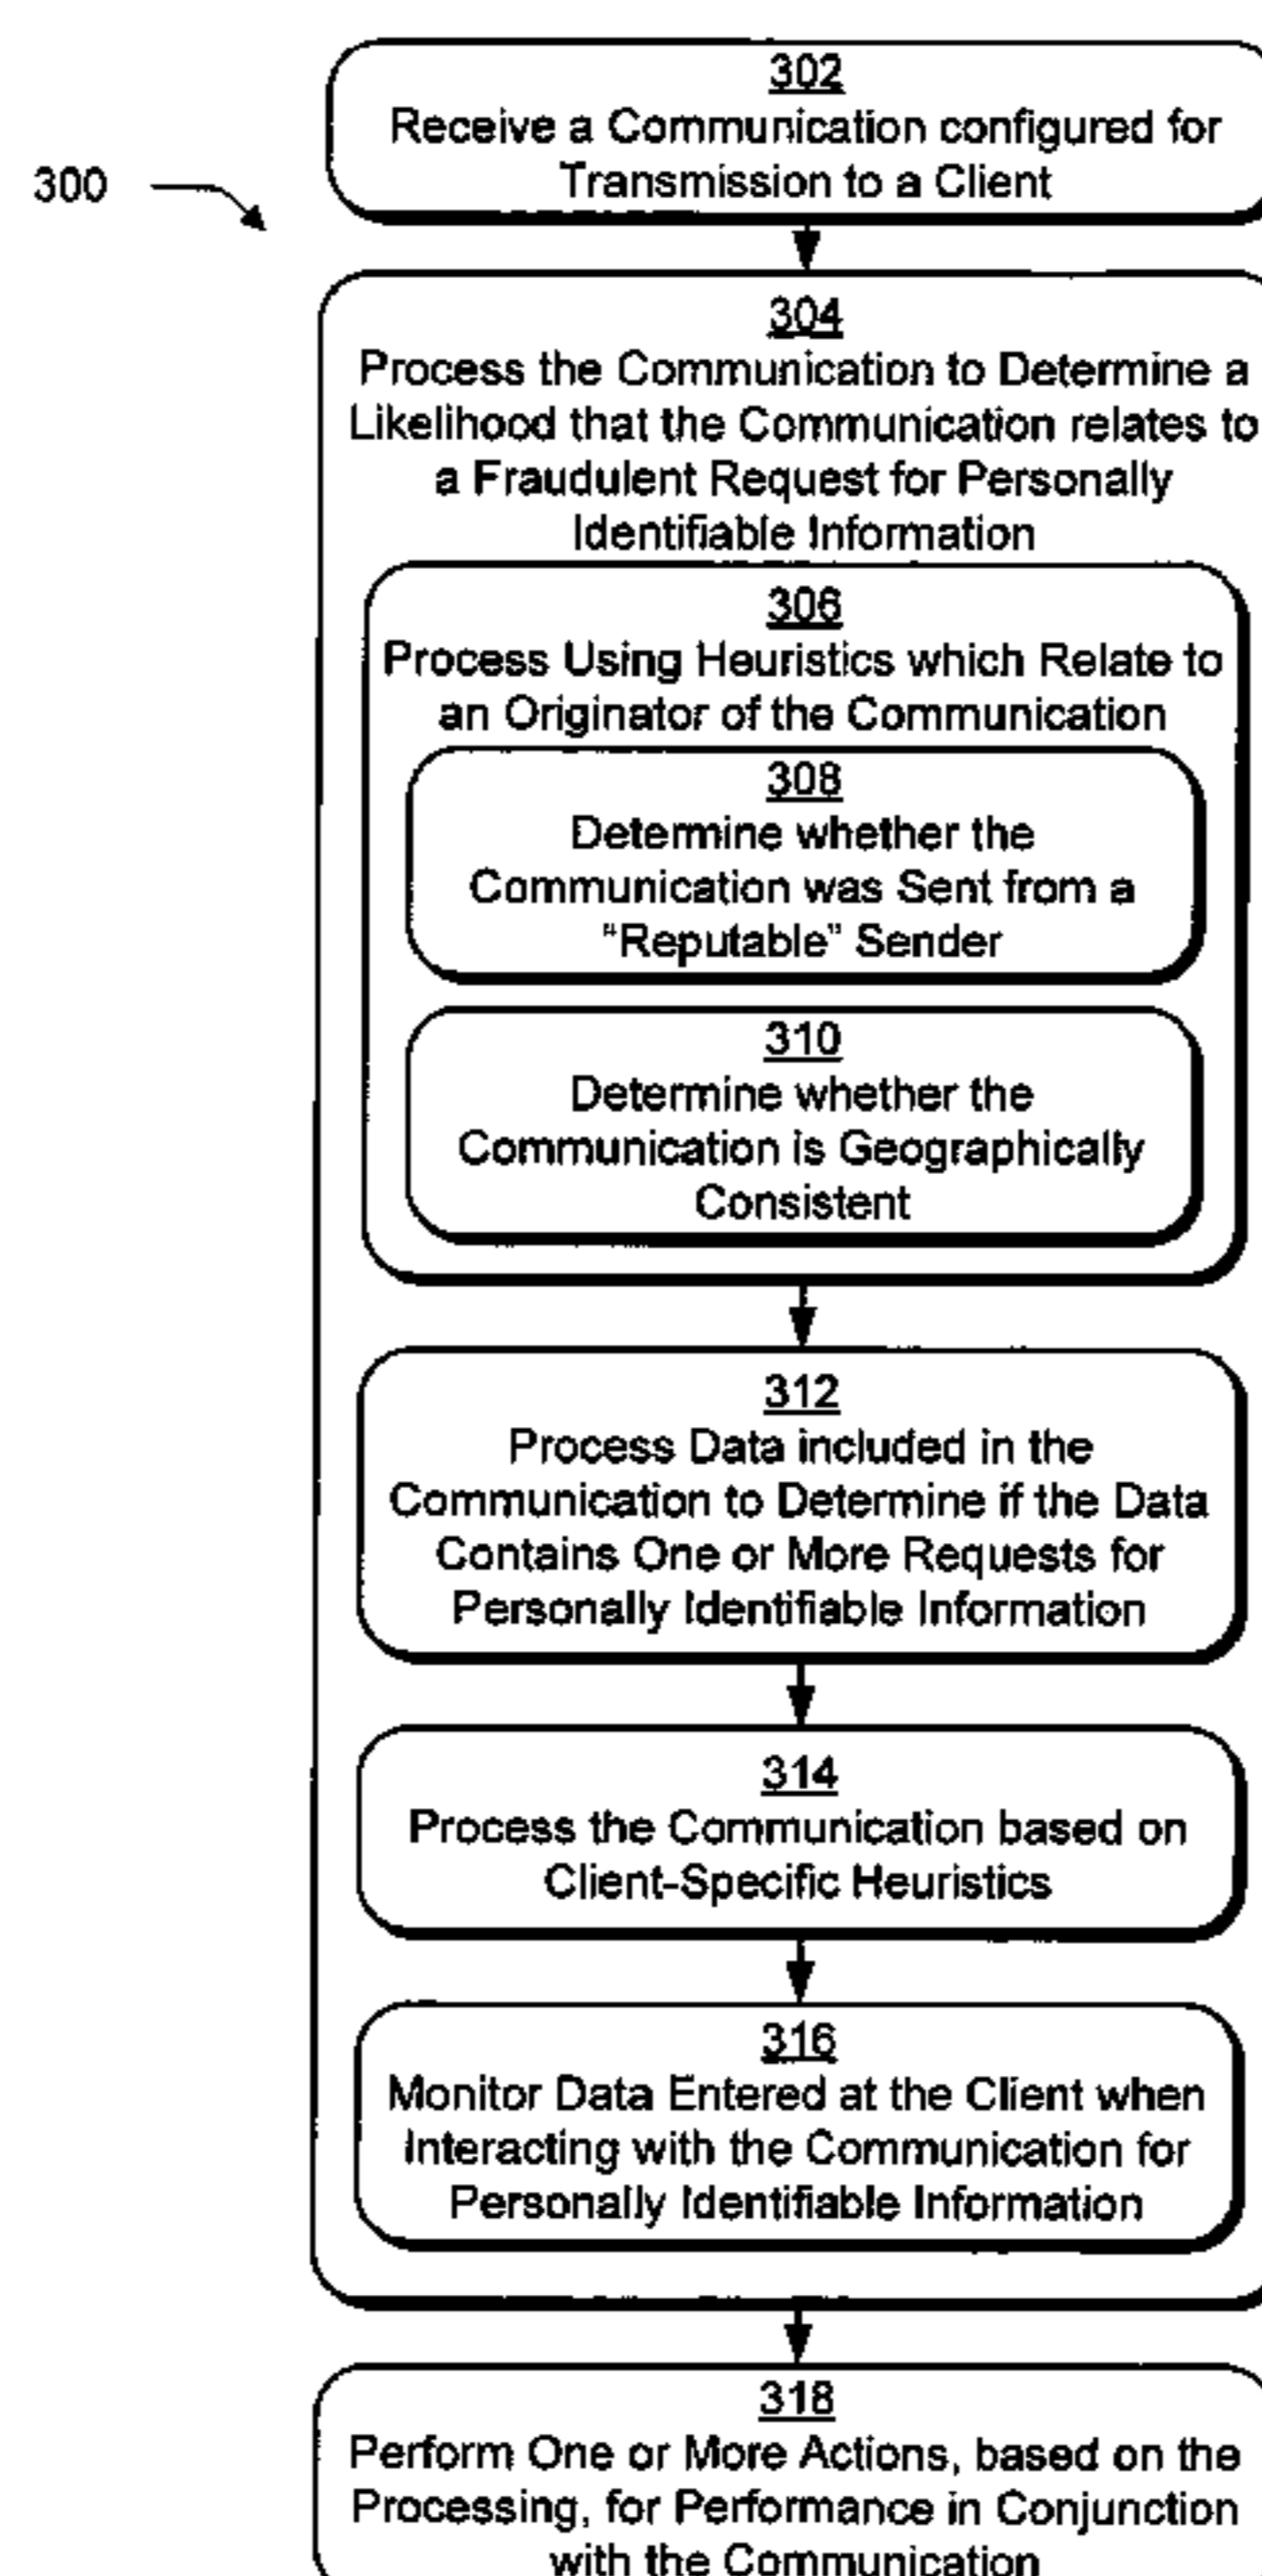 302
Receive a Communication configured for
Transmission to a Client
300
304
Process the Communication to Determine a
Likelihood that the Communication relates to
a Fraudulent Request for Personally
Identifiable Information
306
Process Using Heuristics which Relate to
an Originator of the Communication
308
Determine whether the
Communication was Sent from a
“Reputable” Sender
310
Determine whether the
Communication is Geographically
Consistent
312
Process Data included in the
Communication to Determine if the Data
Contains One or More Requests for
Personally Identifiable Information
314
Process the Communication based on
Client-Specific Heuristics
316
Monitor Data Entered at the Client when
Interacting with the Communication for
Personally Identifiable Information
318
Perform One or More Actions, based on the
Processing, for Performance in Conjunction
with the Communication